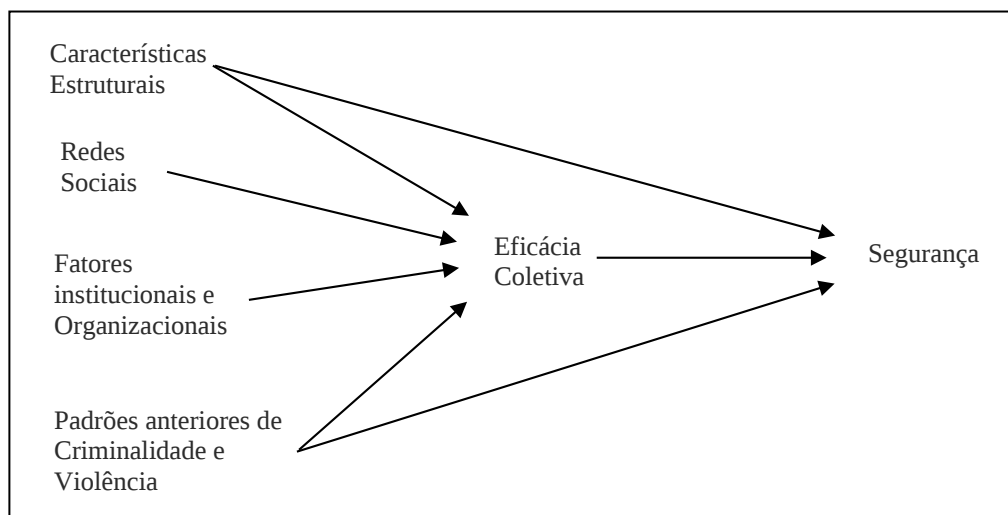 Características
Estruturais
Redes
Sociais
Fatores
institucionais e
Organizacionais
Padrões anteriores de
Criminalidade e
Violência
Eficácia
Coletiva
Segurança